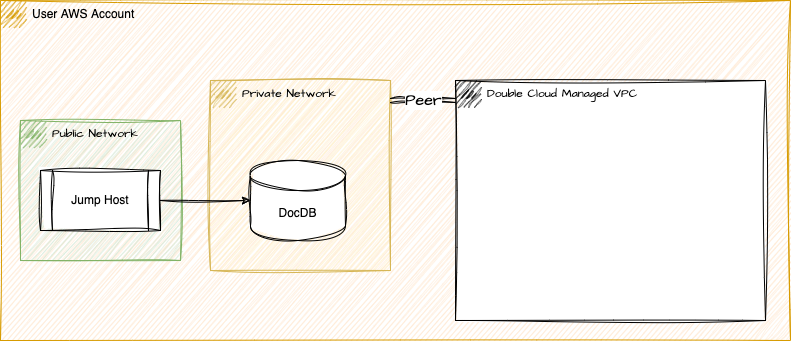 User AWS Account
Private Network
Peer
Double Cloud Managed VPC
Public Network
Jump Host
DocDB